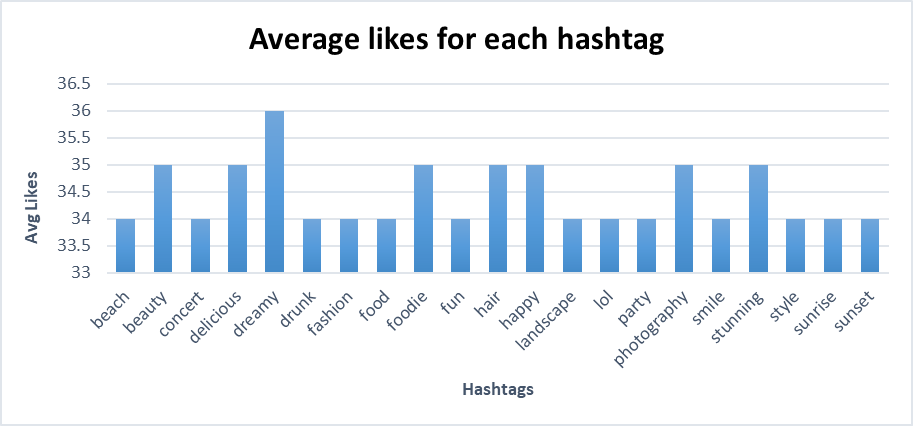 Average likes for each hashtag
36.5
36
35.5
35
34.5
34
33.5
33
Avg Likes
beach
beauty
concert
delicious
dreamy
drunk
fashion
food
foodie
fun
hair
happy
landscape
lol
party
photography
smile
stunning
style
sunrise
sunset
Hashtags